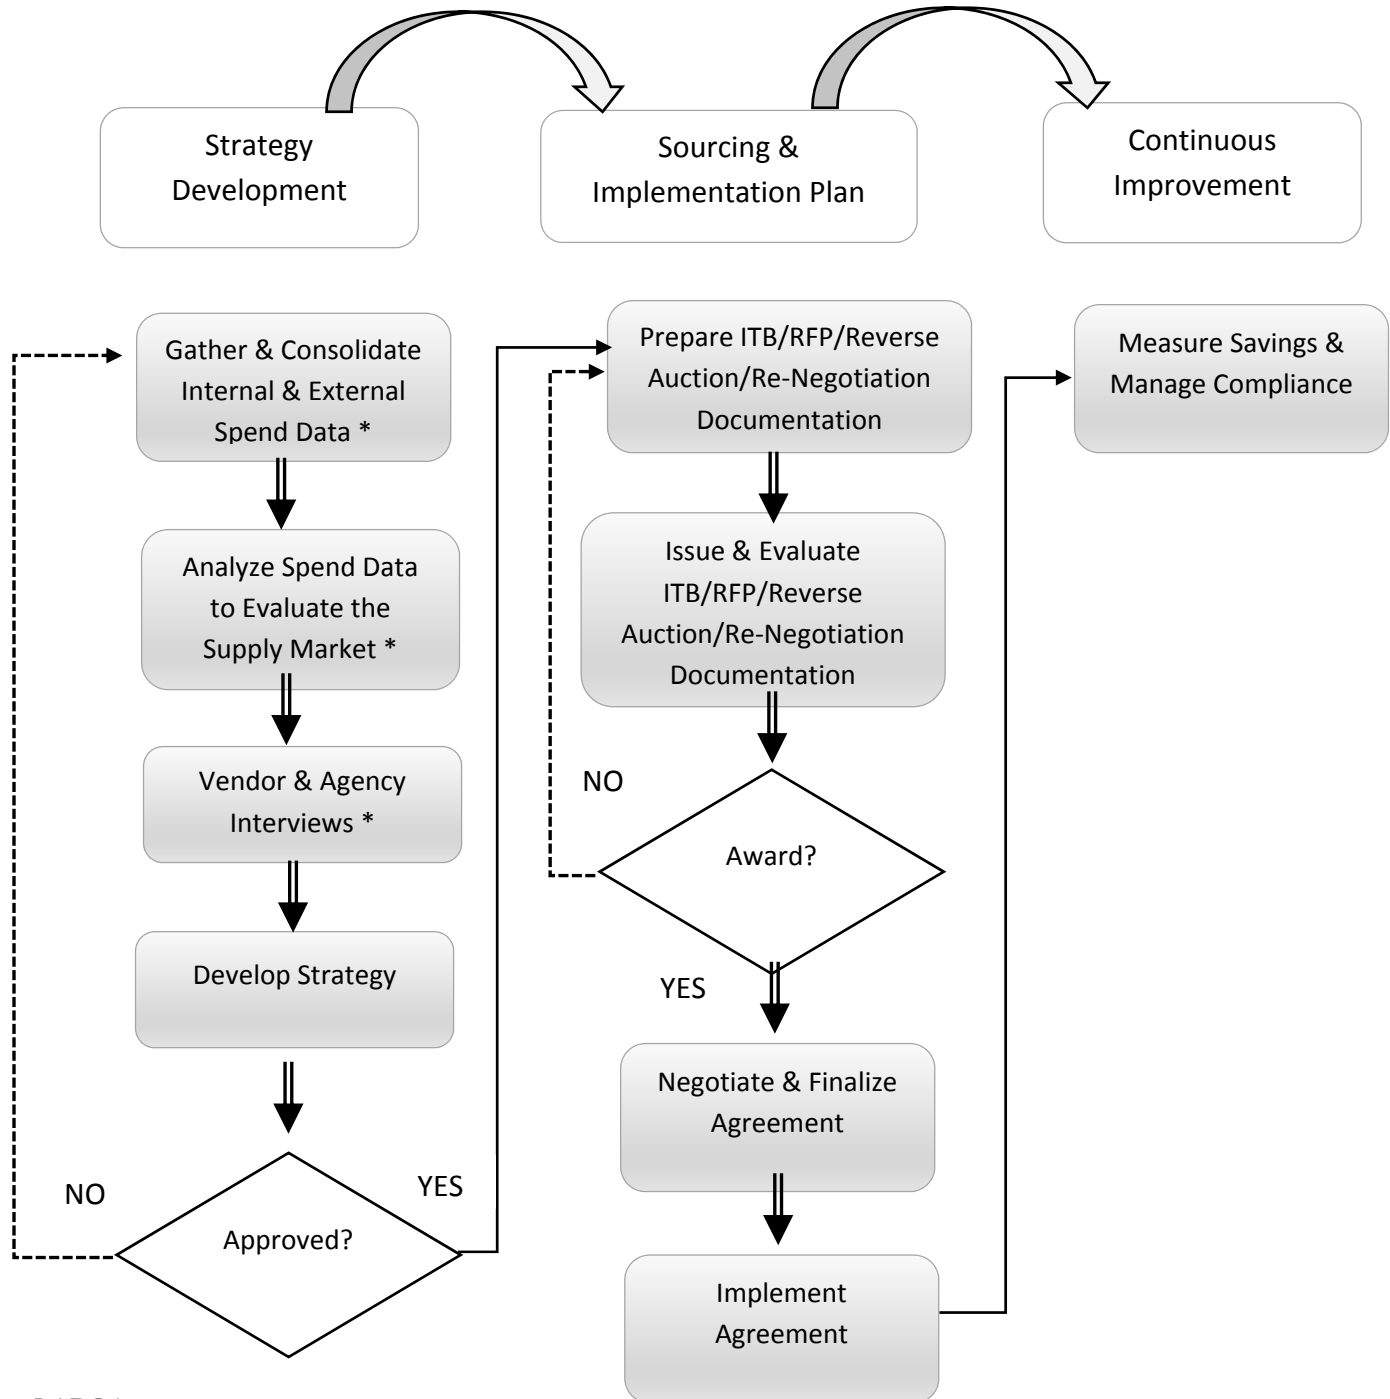 Strategy
Development
Sourcing &
Implementation Plan
Continuous
Improvement
Gather & Consolidate
Internal & External
Spend Data *
Analyze Spend Data
to Evaluate the
Supply Market *
Vendor & Agency
Interviews *
Develop Strategy
NO
YES
Approved?
Prepare ITB/RFP/Reverse
Auction/Re-Negotiation
Documentation
Issue & Evaluate
ITB/RFP/Reverse
Auction/Re-Negotiation
Documentation
NO
Award?
YES
Negotiate & Finalize
Agreement
Implement
Agreement
Measure Savings &
Manage Compliance